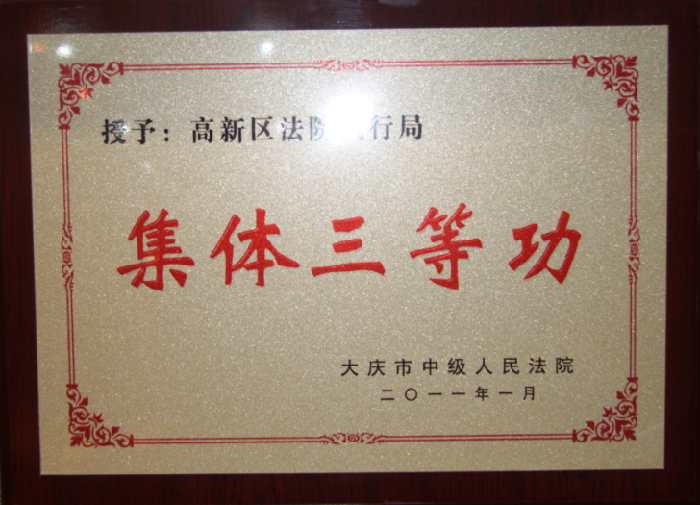 授予：高新区法院 行局
集体三等功
大庆市中级人民法院
二〇一一年一月